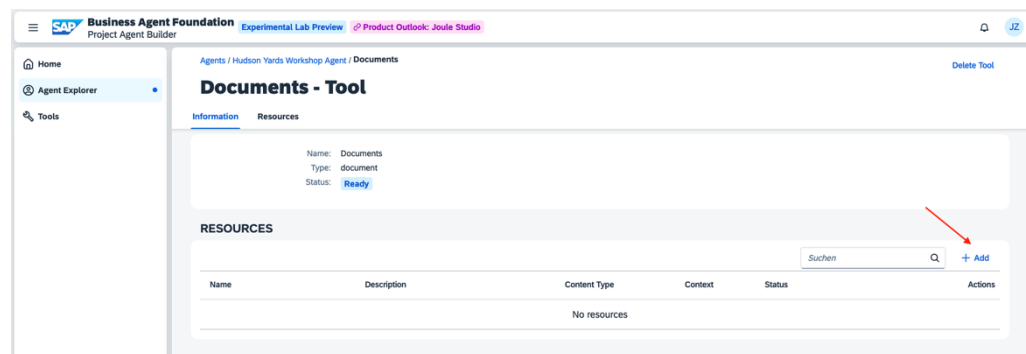 SAP
Business Agent Foundation
Project Agent Builder
Experimental Lab Preview
Product Outlook: Joule Studio
JZ
Home
Agent Explorer
Tools
Agents / Hudson Yards Workshop Agent / Documents
Delete Tool
Documents - Tool
Information Resources
Name: Documents
Type: document
Status: Ready
RESOURCES
Suchen + Add
Name Description Content Type Context Status Actions
No resources